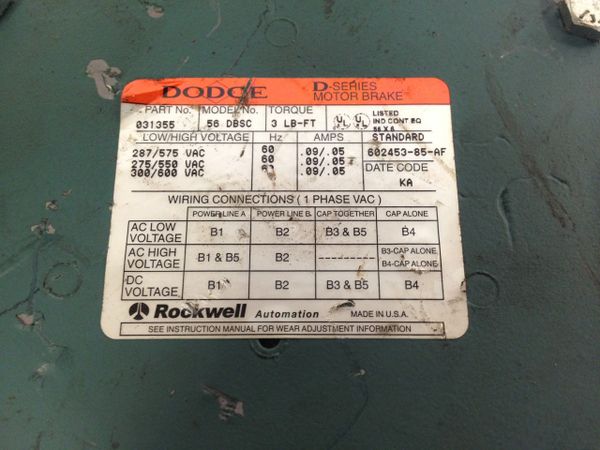 DODGE D-SERIES
MOTOR BRAKE
PART No. MODEL No. TORQUE LISTED
IND CONT EQ
031355 56 DBSC 3 LB-FT UL UL 56 X 6
LOW/HIGH VOLTAGE Hz AMPS STANDARD
287/575 VAC 60 .09/.05 602453-85-AF
275/550 VAC 60 .09/.05 DATE CODE
300/600 VAC .09/.05 KA
WIRING CONNECTIONS ( 1 PHASE VAC )
POWER LINE A POWER LINE B CAP TOGETHER CAP ALONE
AC LOW VOLTAGE B1 B2 B3 & B5 B4
AC HIGH VOLTAGE B1 & B5 B2 --------- B3-CAP ALONE
B4-CAP ALONE
DC VOLTAGE B1 B2 B3 & B5 B4
Rockwell Automation MADE IN U.S.A.
SEE INSTRUCTION MANUAL FOR WEAR ADJUSTMENT INFORMATION